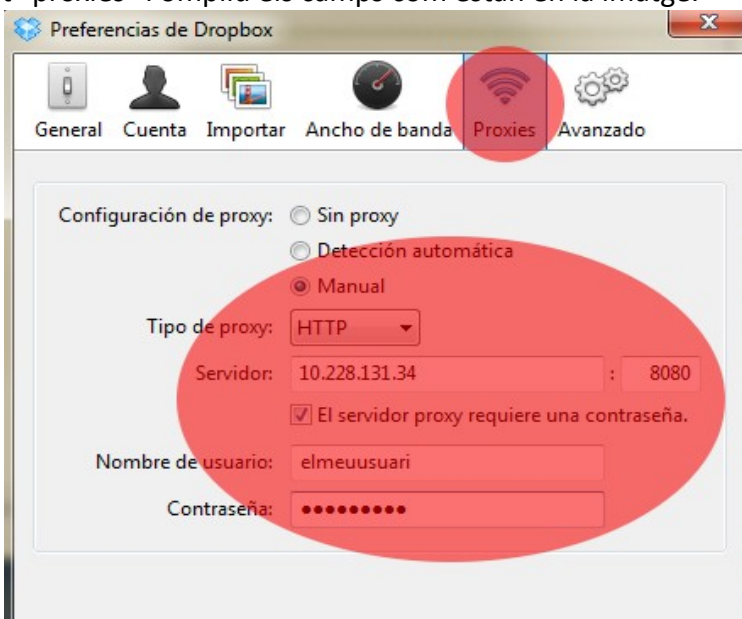 Preferencias de Dropbox
General Cuenta Importar Ancho de banda Proxies Avanzado
Configuración de proxy: Sin proxy
Detección automática
Manual
Tipo de proxy: HTTP
Servidor: 10.228.131.34 : 8080
El servidor proxy requiere una contraseña.
Nombre de usuario: elmeuusuari
Contraseña: •••••••••